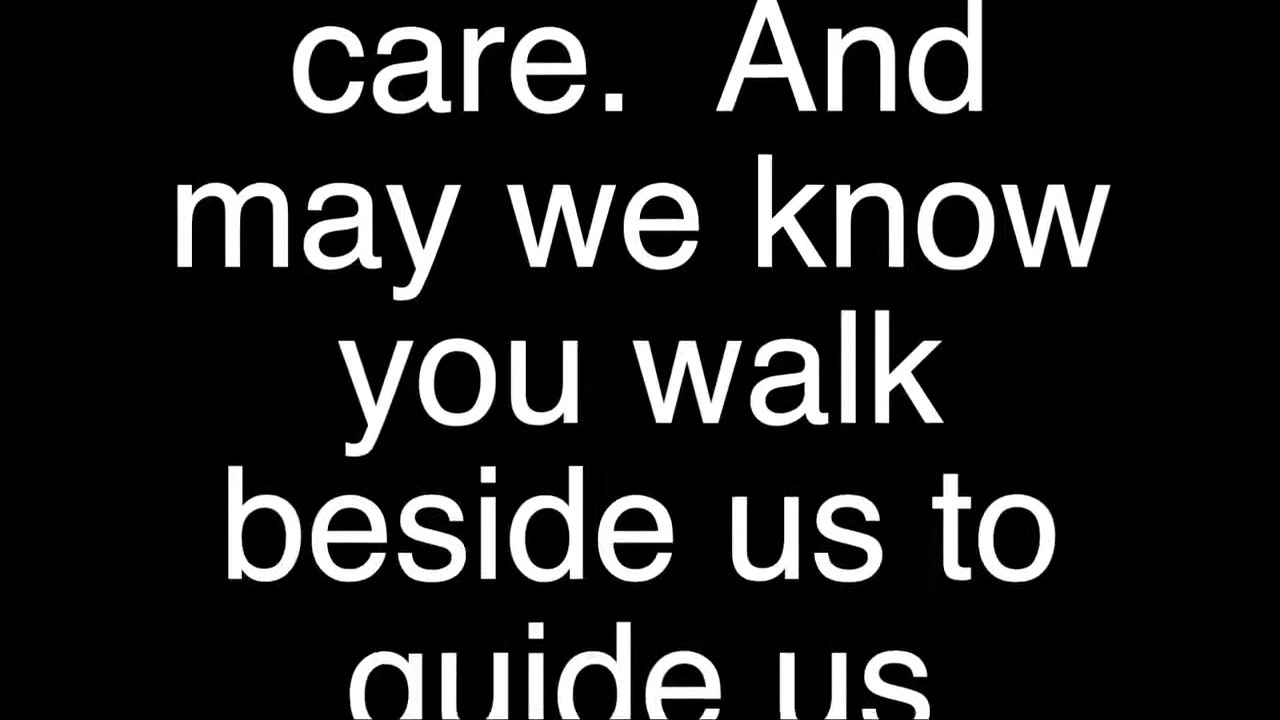 care.  And
may we know
you walk
beside us to
guide us